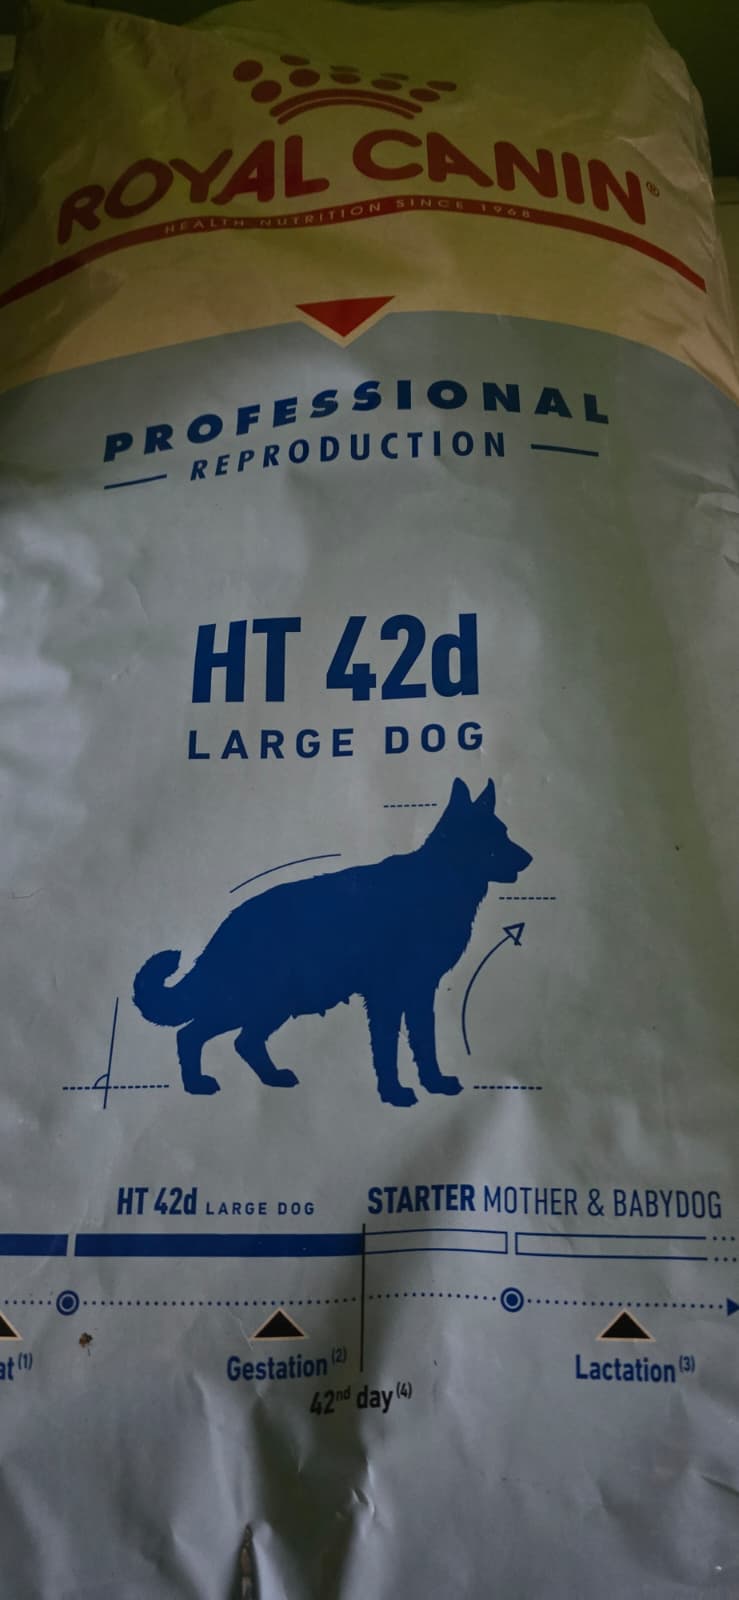 ROYAL CANIN®
HEALTH NUTRITION SINCE 1968
PROFESSIONAL
REPRODUCTION
HT 42d
LARGE DOG
HT 42d LARGE DOG STARTER MOTHER & BABYDOG
at (1) Gestation (2) Lactation (3)
42nd day (4)